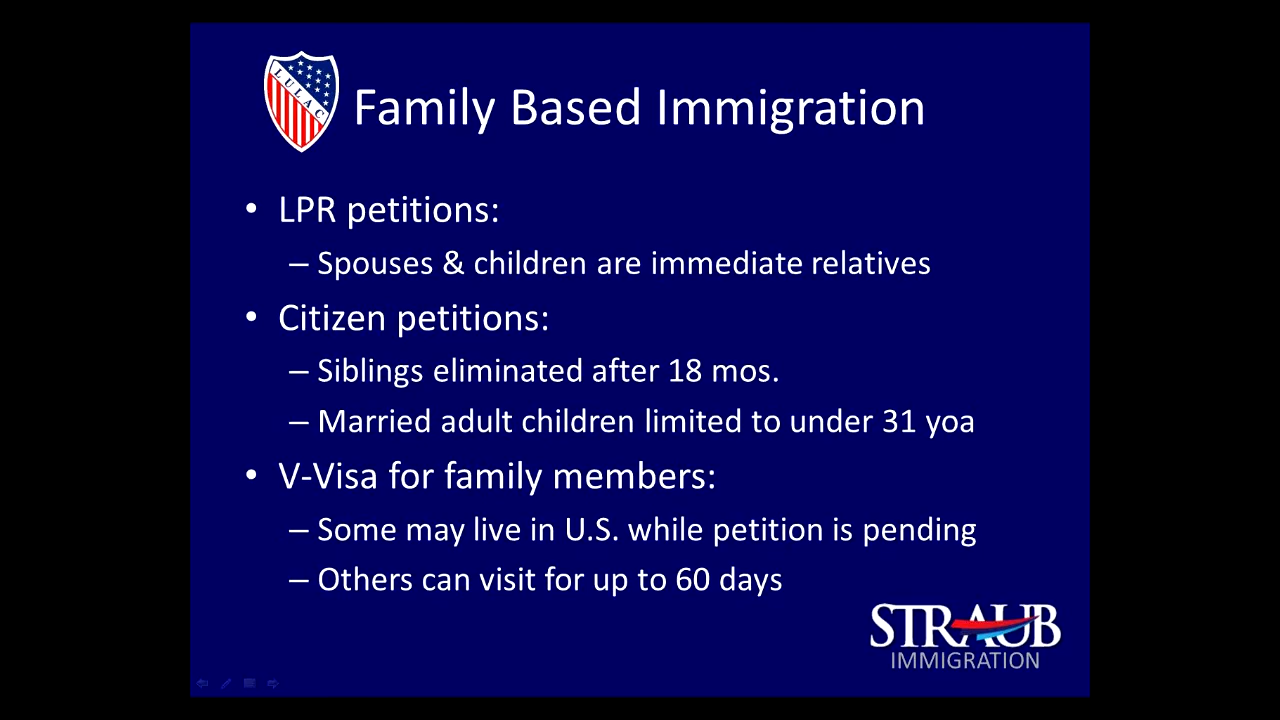 LULAC
Family Based Immigration
• LPR petitions:
– Spouses & children are immediate relatives
• Citizen petitions:
– Siblings eliminated after 18 mos.
– Married adult children limited to under 31 yoa
• V-Visa for family members:
– Some may live in U.S. while petition is pending
– Others can visit for up to 60 days
STRAUB
IMMIGRATION